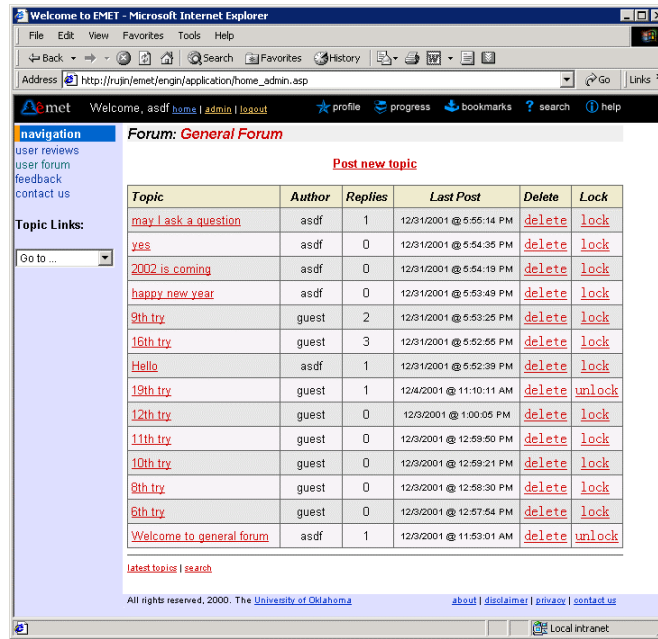 Welcome to EMET - Microsoft Internet Explorer
File Edit View Favorites Tools Help
Back Search Favorites History
Address http://rujin/emet/engin/application/home_admin.asp Go Links
emet Welcome, asdf home | admin | logout profile progress bookmarks ? search help
navigation
user reviews
user forum
feedback
contact us
Topic Links:
Go to ...
Forum: General Forum
Post new topic
Topic Author Replies Last Post Delete Lock
may I ask a question asdf 1 12/31/2001 @ 5:55:14 PM delete lock
yes asdf 0 12/31/2001 @ 5:54:35 PM delete lock
2002 is coming asdf 0 12/31/2001 @ 5:54:19 PM delete lock
happy new year asdf 0 12/31/2001 @ 5:53:49 PM delete lock
9th try guest 2 12/31/2001 @ 5:53:25 PM delete lock
16th try guest 3 12/31/2001 @ 5:52:55 PM delete lock
Hello asdf 1 12/31/2001 @ 5:52:39 PM delete lock
19th try guest 1 12/4/2001 @ 11:10:11 AM delete unlock
12th try guest 0 12/3/2001 @ 1:00:05 PM delete lock
11th try guest 0 12/3/2001 @ 12:59:50 PM delete lock
10th try guest 0 12/3/2001 @ 12:59:21 PM delete lock
8th try guest 0 12/3/2001 @ 12:58:30 PM delete lock
6th try guest 0 12/3/2001 @ 12:57:54 PM delete lock
Welcome to general forum asdf 1 12/3/2001 @ 11:53:01 AM delete unlock
latest topics | search
All rights reserved, 2000. The University of Oklahoma about | disclaimer | privacy | contact us
Local intranet